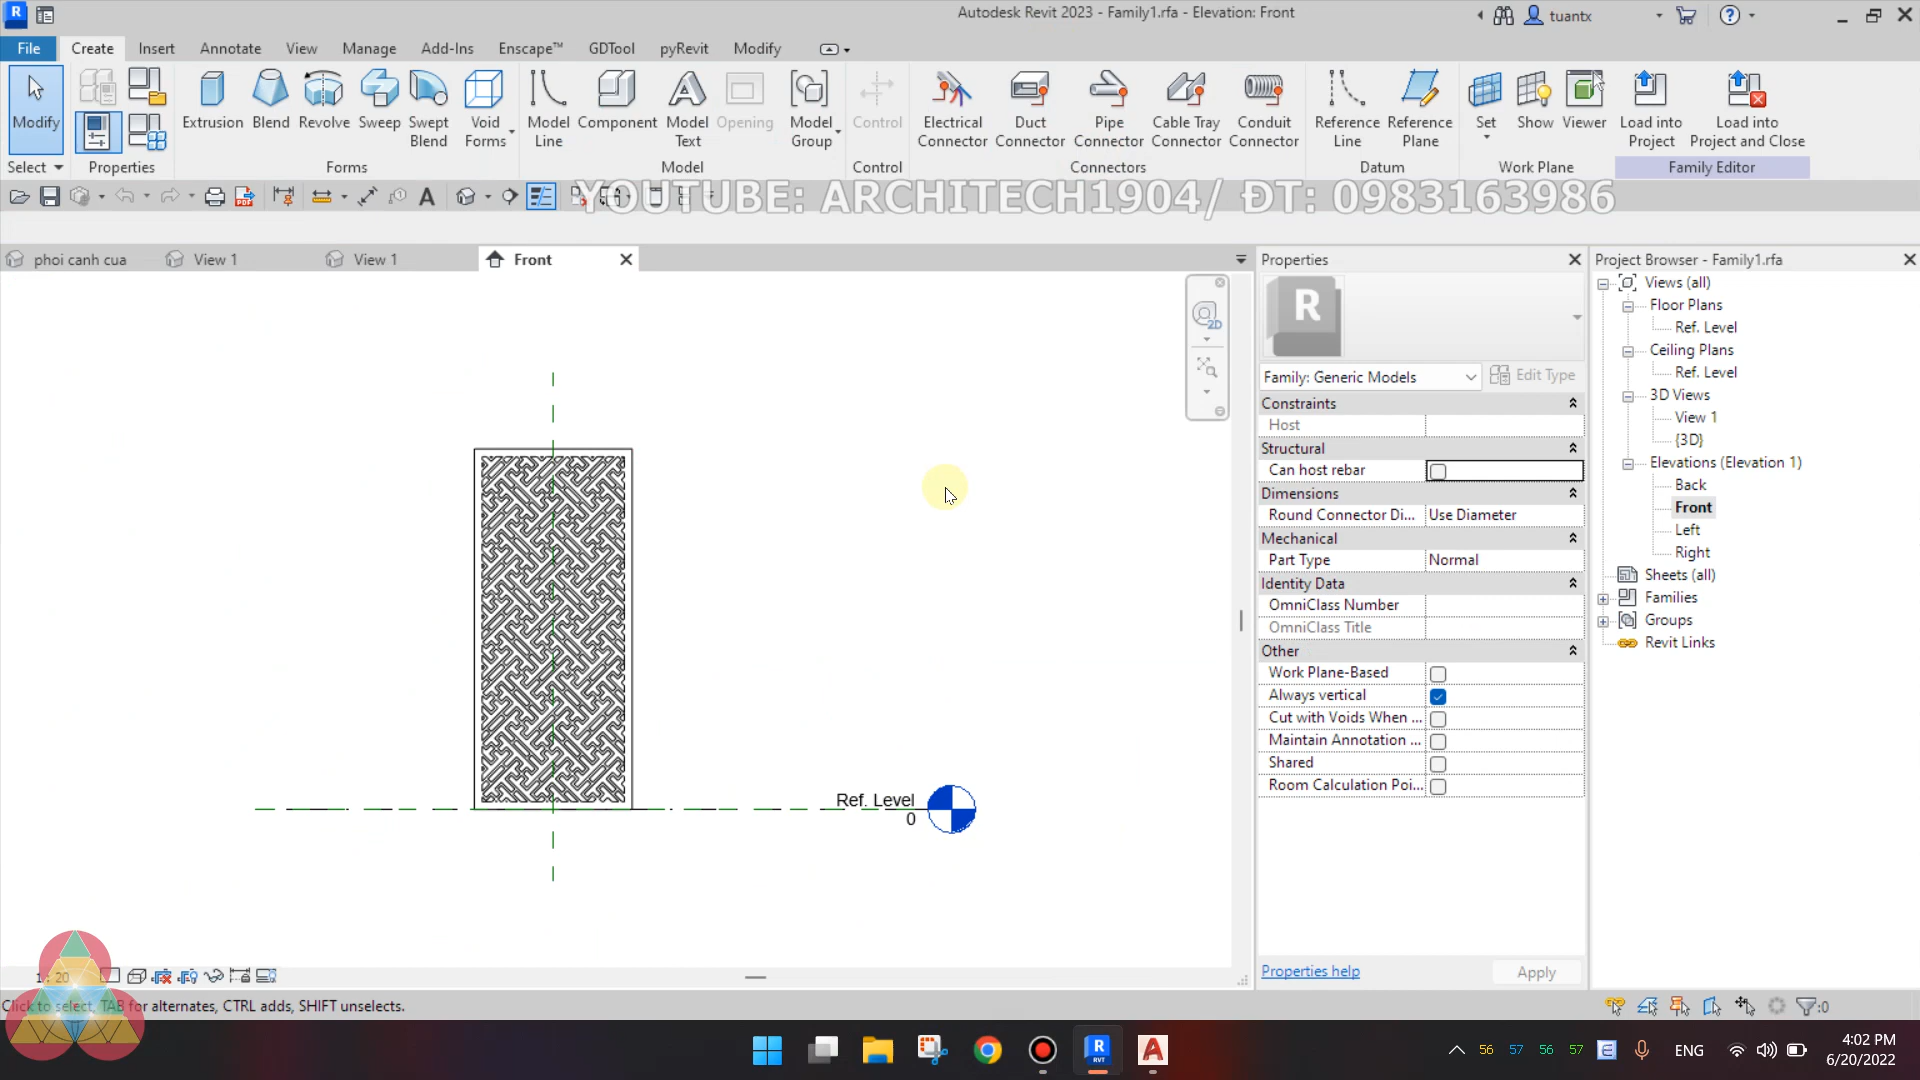 Autodesk Revit 2023 - Family1.rfa - Elevation: Front
tuantx
File Create Insert Annotate View Manage Add-Ins Enscape™ GDTool pyRevit Modify
Modify
Extrusion Blend Revolve Sweep Swept Blend Void Forms
Model Line Component Model Text Opening Model Group
Control
Electrical Connector Duct Connector Pipe Connector Cable Tray Connector Conduit Connector
Reference Line Reference Plane
Set Show Viewer
Load into Project Load into Project and Close
Select Properties Forms Model Control Connectors Datum Work Plane Family Editor
YOUTUBE: ARCHITECH1904/ ĐT: 0983163986
phoi canh cua View 1 View 1 Front
2D
Ref. Level
0
Properties
R
Family: Generic Models Edit Type
Constraints
Host
Structural
Can host rebar
Dimensions
Round Connector Di... Use Diameter
Mechanical
Part Type Normal
Identity Data
OmniClass Number
OmniClass Title
Other
Work Plane-Based
Always vertical
Cut with Voids When ...
Maintain Annotation ...
Shared
Room Calculation Poi...
Properties help Apply
Project Browser - Family1.rfa
Views (all)
Floor Plans
Ref. Level
Ceiling Plans
Ref. Level
3D Views
View 1
{3D}
Elevations (Elevation 1)
Back
Front
Left
Right
Sheets (all)
Families
Groups
Revit Links
1 : 20
Click to select, TAB for alternates, CTRL adds, SHIFT unselects.
:0
56 57 56 57
ENG
4:02 PM
6/20/2022